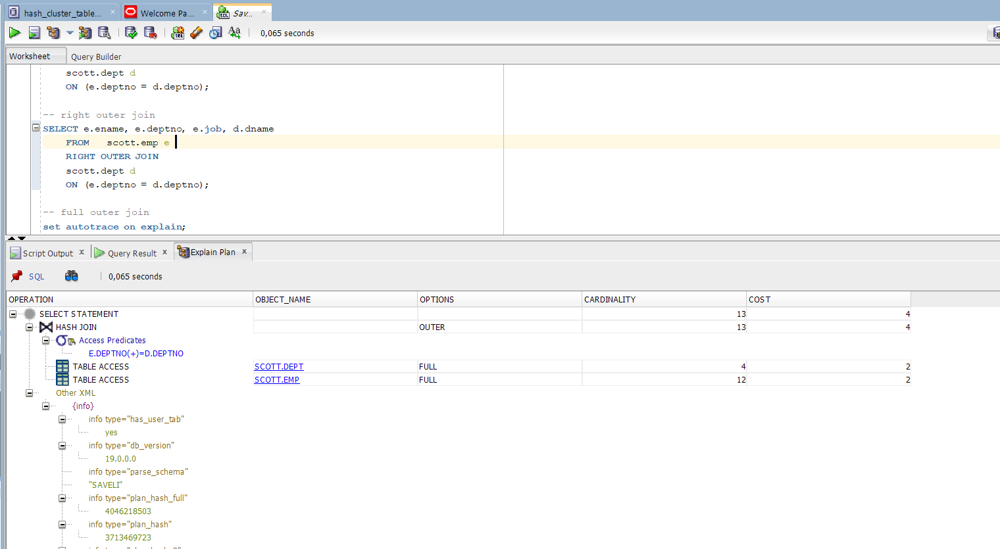 hash_cluster_table... Welcome Pa... Sav...
0,065 seconds
Worksheet Query Builder
scott.dept d
ON (e.deptno = d.deptno);
-- right outer join
SELECT e.ename, e.deptno, e.job, d.dname
FROM scott.emp e
RIGHT OUTER JOIN
scott.dept d
ON (e.deptno = d.deptno);
-- full outer join
set autotrace on explain;
Script Output x Query Result x Explain Plan x
SQL 0,065 seconds
OPERATION OBJECT_NAME OPTIONS CARDINALITY COST
SELECT STATEMENT 13 4
HASH JOIN OUTER 13 4
Access Predicates
E.DEPTNO(+)=D.DEPTNO
TABLE ACCESS SCOTT.DEPT FULL 4 2
TABLE ACCESS SCOTT.EMP FULL 12 2
Other XML
{info}
info type="has_user_tab"
yes
info type="db_version"
19.0.0.0
info type="parse_schema"
"SAVELI"
info type="plan_hash_full"
4046218503
info type="plan_hash"
3713469723